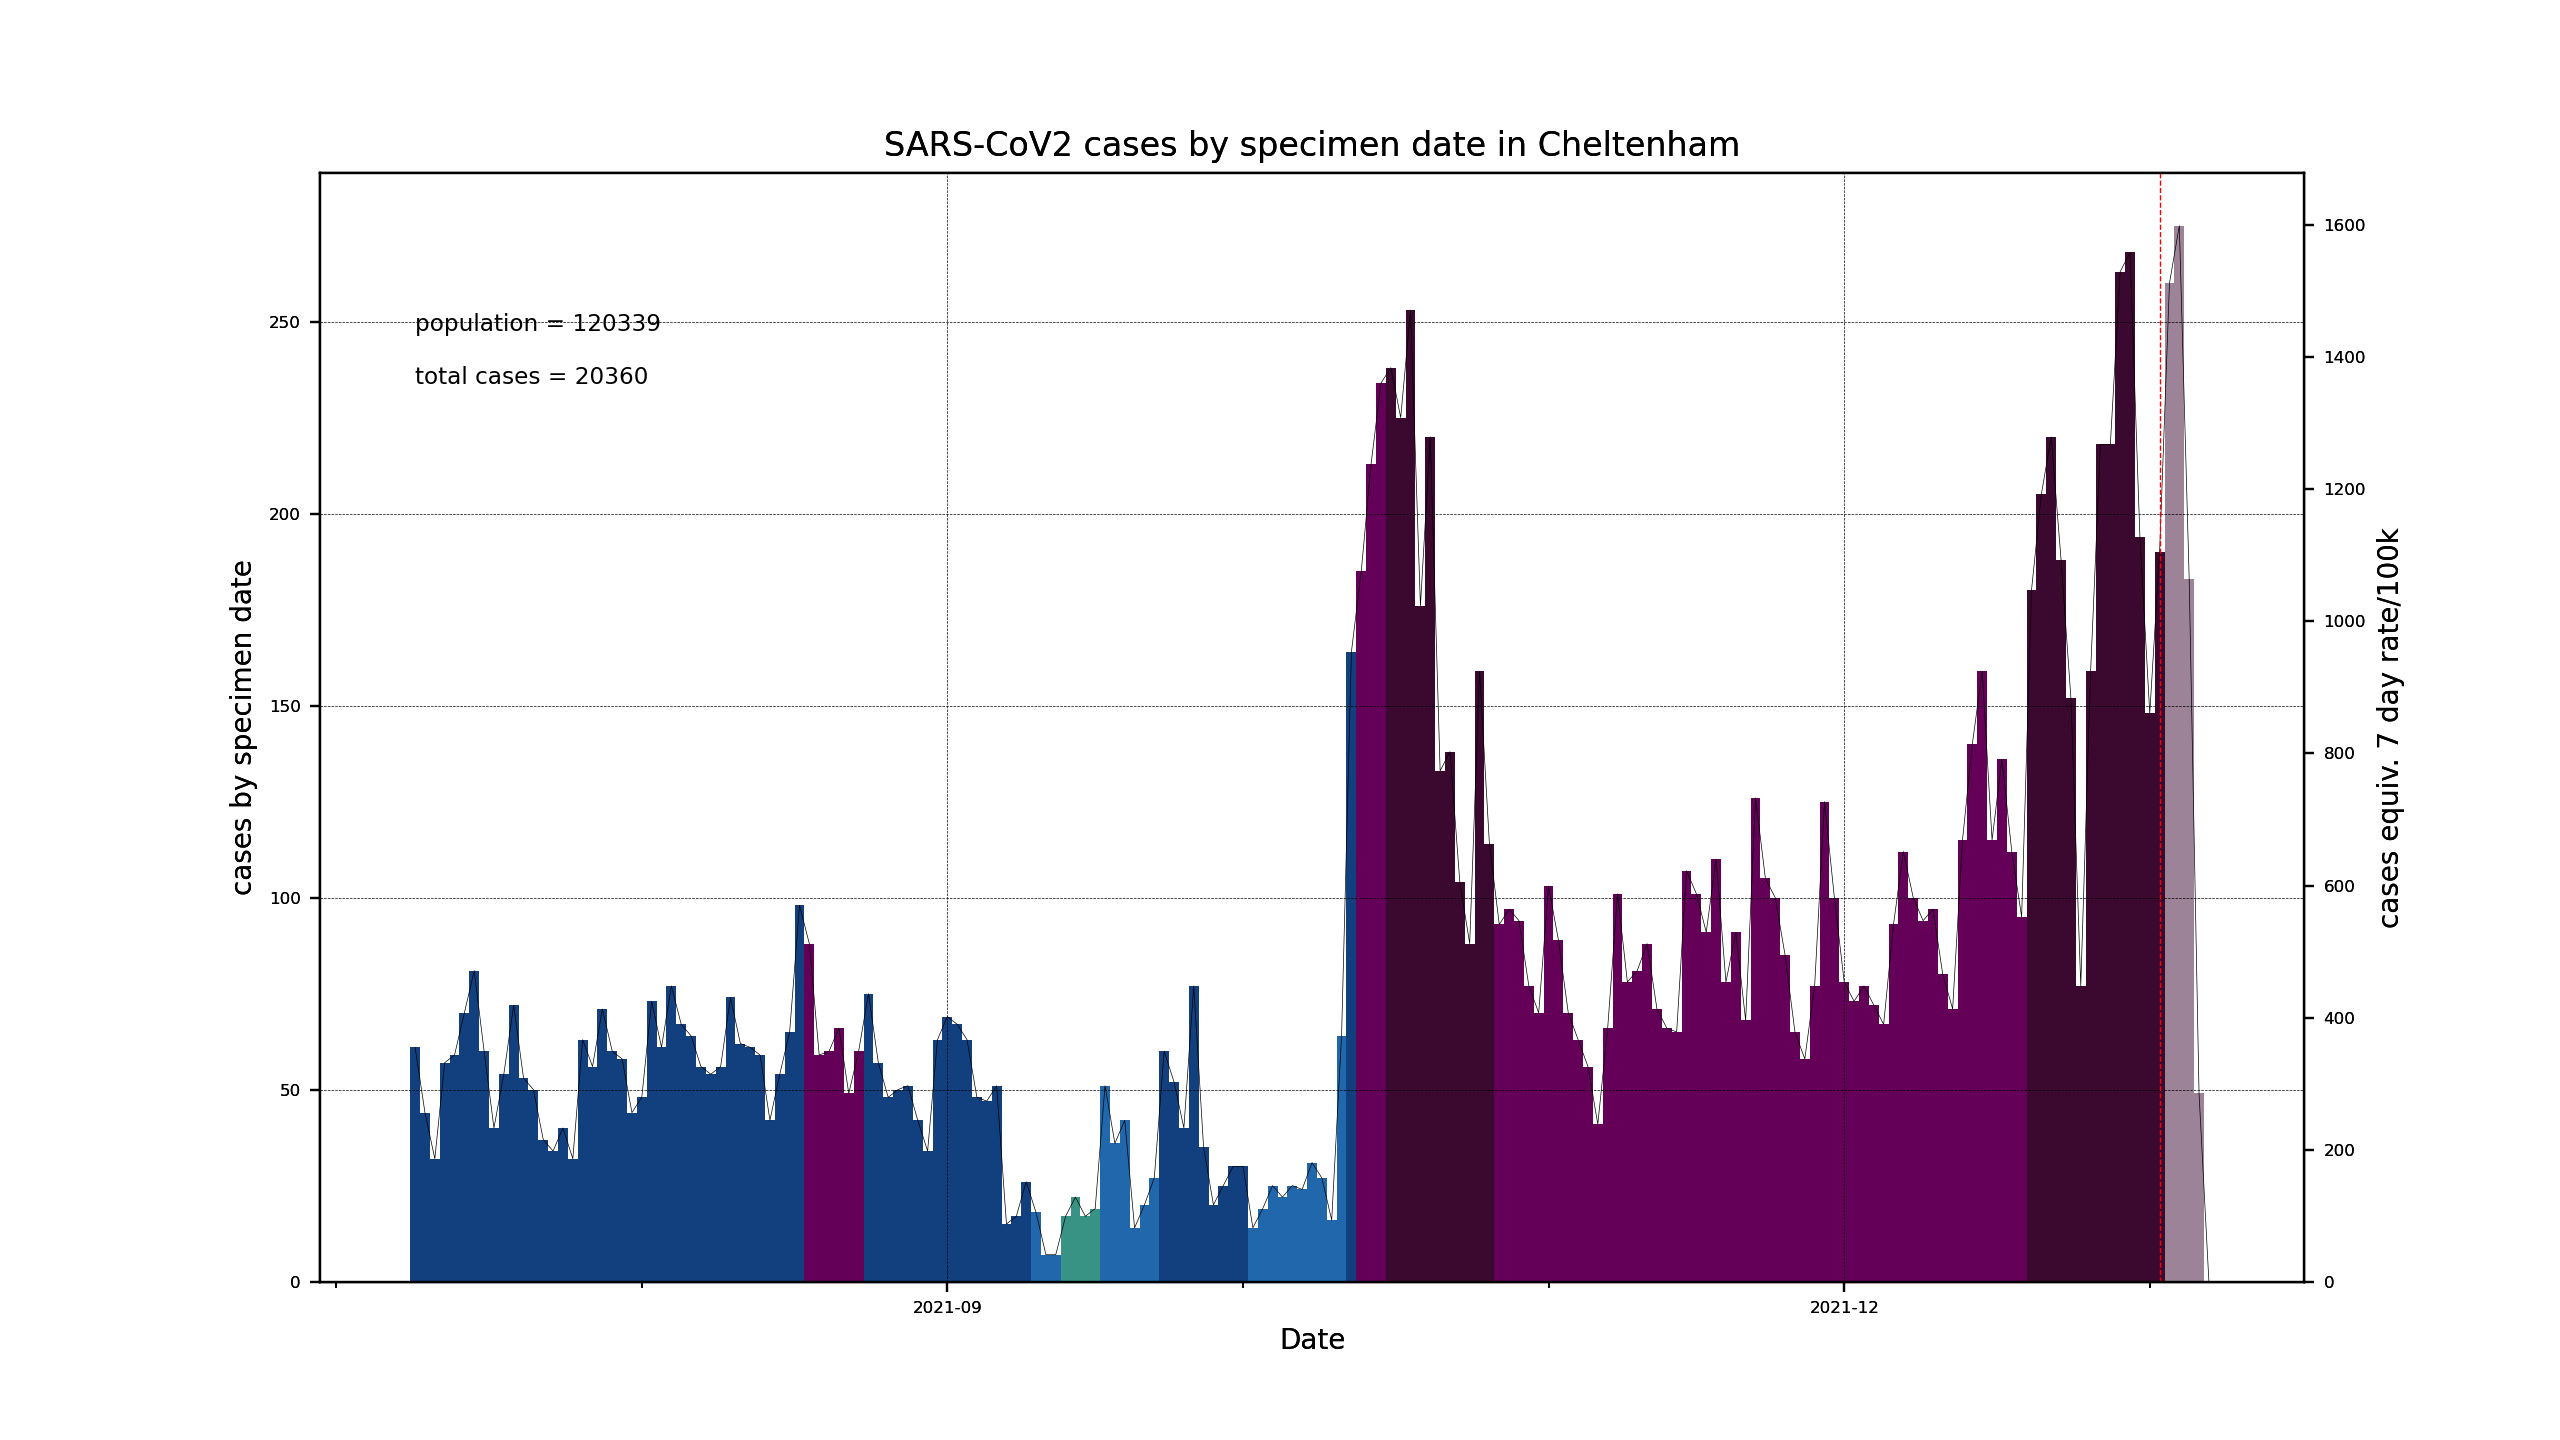 SARS-CoV2 cases by specimen date in Cheltenham
population = 120339
total cases = 20360
cases by specimen date
250
200
150
100
50
0
1600
1400
1200
1000
800
600
400
200
0
cases equiv. 7 day rate/100k
2021-09
2021-12
Date